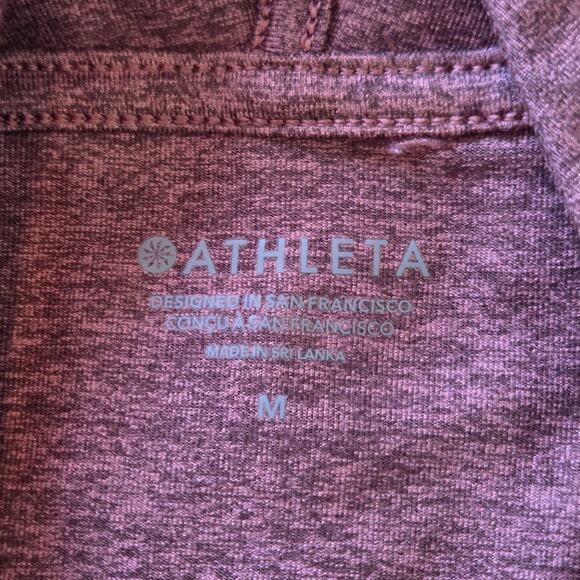 ATHLETA
DESIGNED IN SAN FRANCISCO
CONÇU À SAN FRANCISCO
MADE IN SRI LANKA
M